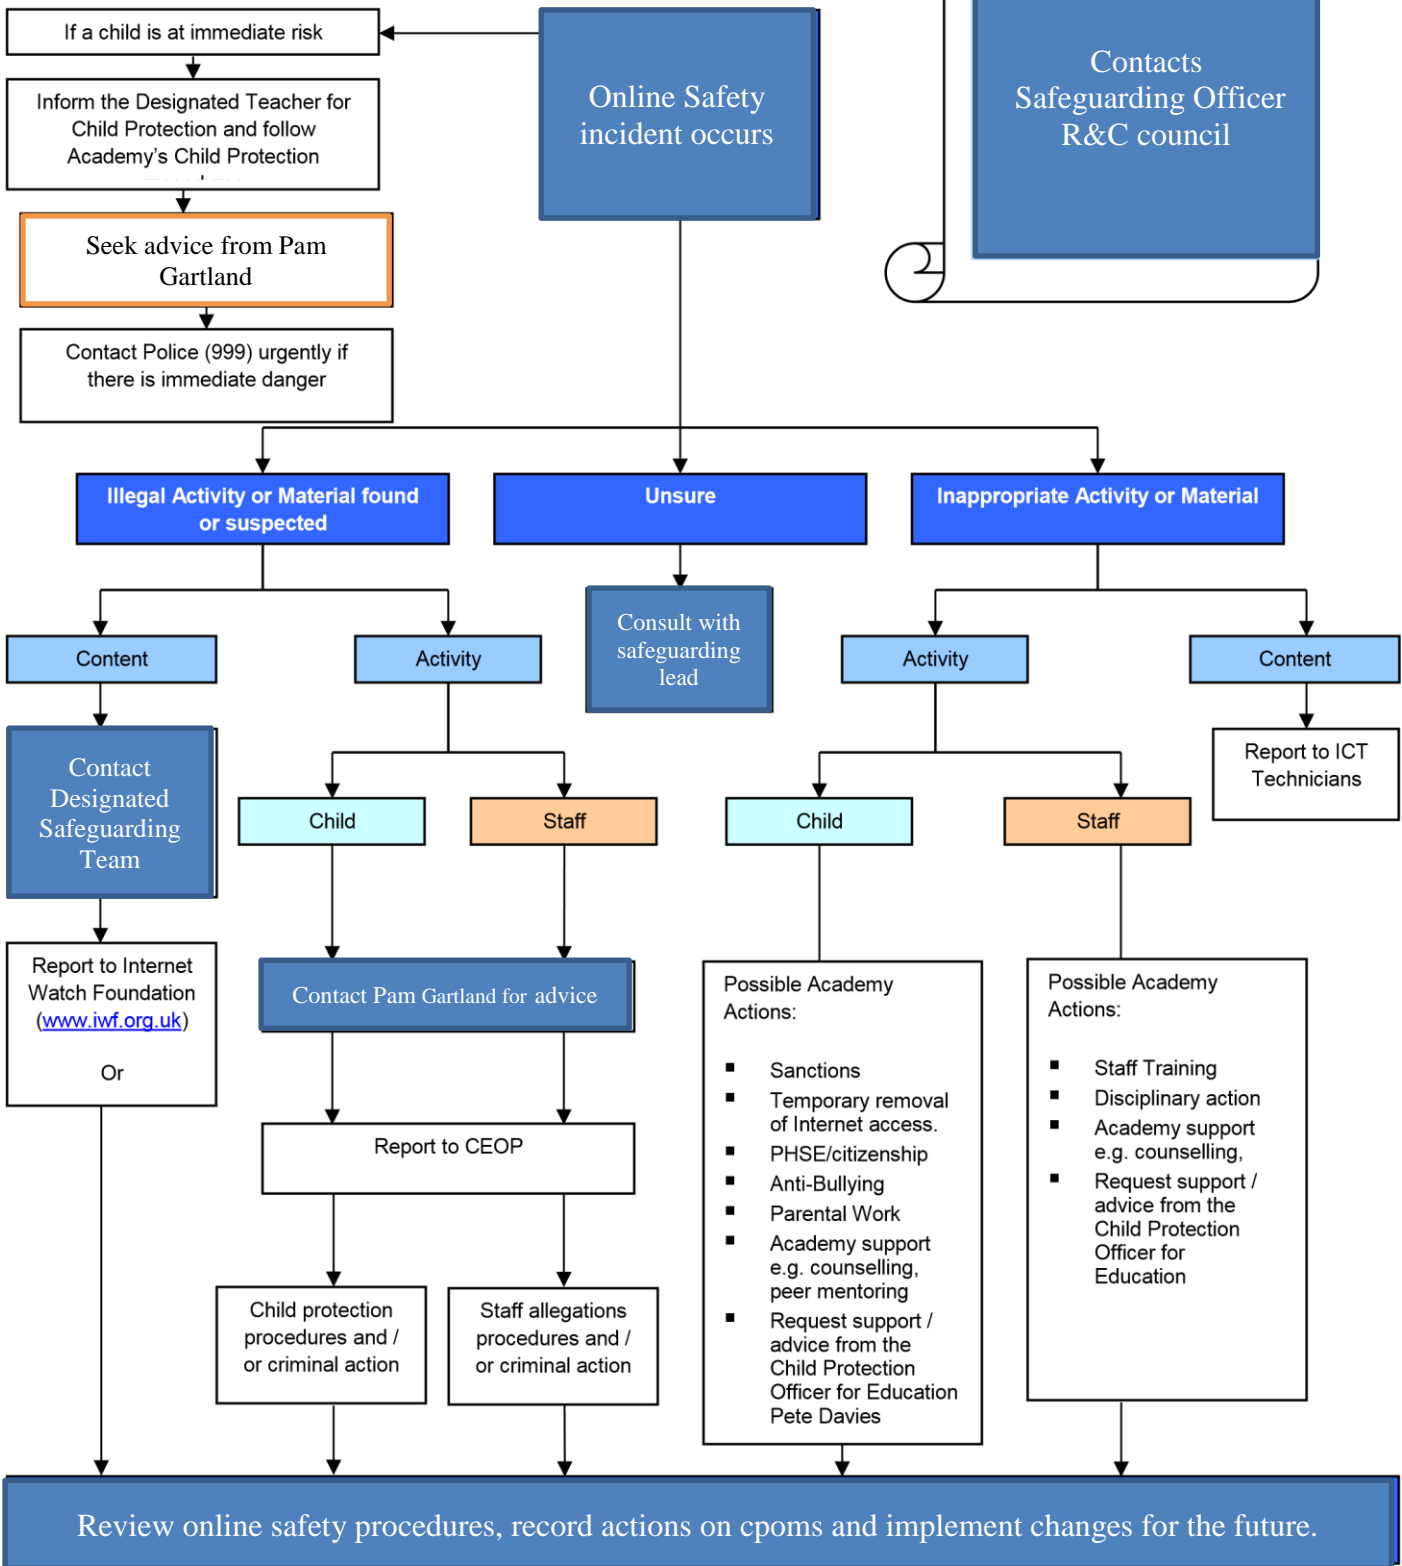 If a child is at immediate risk
Inform the Designated Teacher for
Child Protection and follow
Academy's Child Protection
Seek advice from Pam
Gartland
Contact Police (999) urgently if
there is immediate danger
Online Safety
incident occurs
Contacts
Safeguarding Officer
R&C council
Illegal Activity or Material found
or suspected
Unsure
Inappropriate Activity or Material
Content
Activity
Consult with
safeguarding
lead
Activity
Content
Contact
Designated
Safeguarding
Team
Child
Staff
Child
Staff
Report to ICT
Technicians
Report to Internet
Watch Foundation
(www.iwf.org.uk)
Or
Contact Pam Gartland for advice
Report to CEOP
Child protection
procedures and /
or criminal action
Staff allegations
procedures and /
or criminal action
Possible Academy
Actions:
▪ Sanctions
▪ Temporary removal
of Internet access.
▪ PHSE/citizenship
▪ Anti-Bullying
▪ Parental Work
▪ Academy support
e.g. counselling,
peer mentoring
▪ Request support /
advice from the
Child Protection
Officer for Education
Pete Davies
Possible Academy
Actions:
▪ Staff Training
▪ Disciplinary action
▪ Academy support
e.g. counselling,
▪ Request support /
advice from the
Child Protection
Officer for
Education
Review online safety procedures, record actions on cpoms and implement changes for the future.